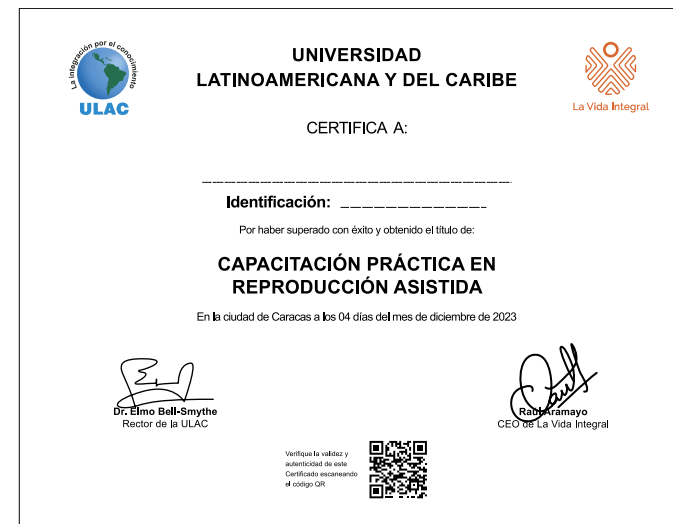 La integración por el conocimiento
ULAC
UNIVERSIDAD
LATINOAMERICANA Y DEL CARIBE
La Vida Integral
CERTIFICA A:
Identificación:
Por haber superado con éxito y obtenido el título de:
CAPACITACIÓN PRÁCTICA EN
REPRODUCCIÓN ASISTIDA
En la ciudad de Caracas a los 04 días del mes de diciembre de 2023
Dr. Elmo Bell-Smythe
Rector de la ULAC
Raúl Aramayo
CEO de La Vida Integral
Verifique la validez y
autenticidad de este
Certificado escaneando
el código QR